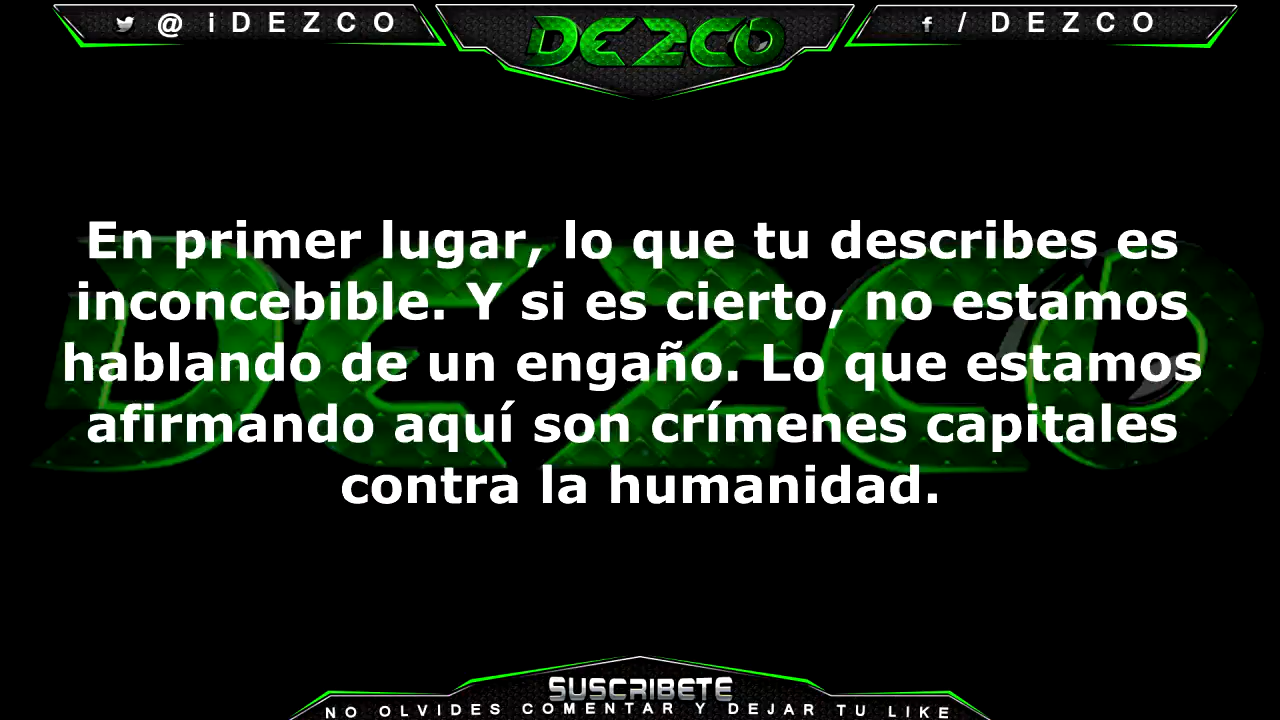 @iDEZCO
DEZCO
f / DEZCO
En primer lugar, lo que tu describes es
inconcebible. Y si es cierto, no estamos
hablando de un engaño. Lo que estamos
afirmando aquí son crímenes capitales
contra la humanidad.
DEZCO
SUSCRIBETE
NO OLVIDES COMENTAR Y DEJAR TU LIKE